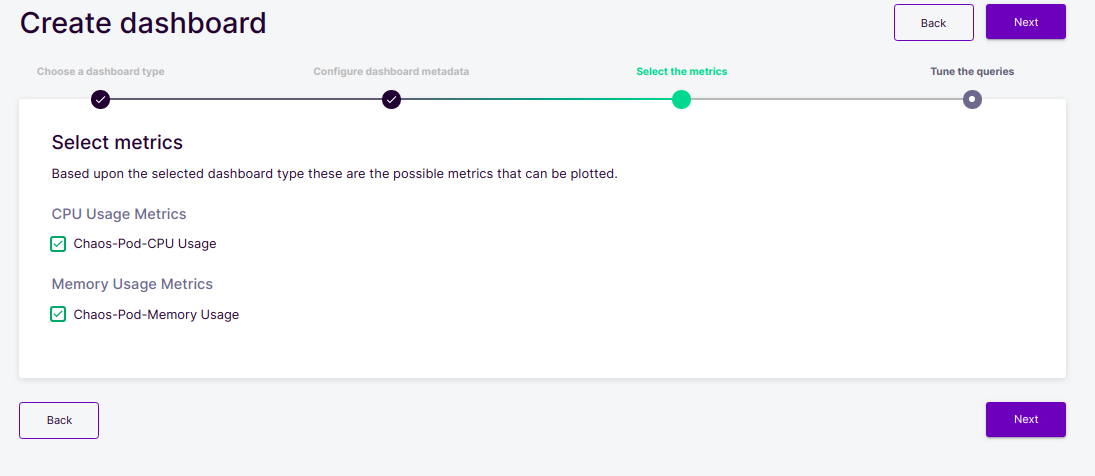 Create dashboard
Back
Next
Choose a dashboard type
Configure dashboard metadata
Select the metrics
Tune the queries
Select metrics
Based upon the selected dashboard type these are the possible metrics that can be plotted.
CPU Usage Metrics
Chaos-Pod-CPU Usage
Memory Usage Metrics
Chaos-Pod-Memory Usage
Back
Next